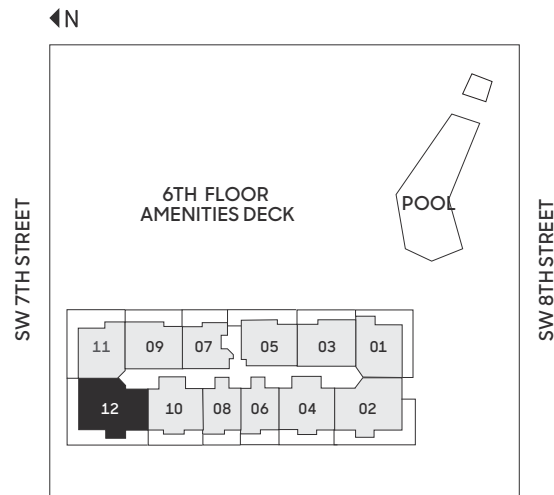 N
6TH FLOOR
AMENITIES DECK
POOL
SW 7TH STREET
SW 8TH STREET
11 09 07 05 03 01
12 10 08 06 04 02